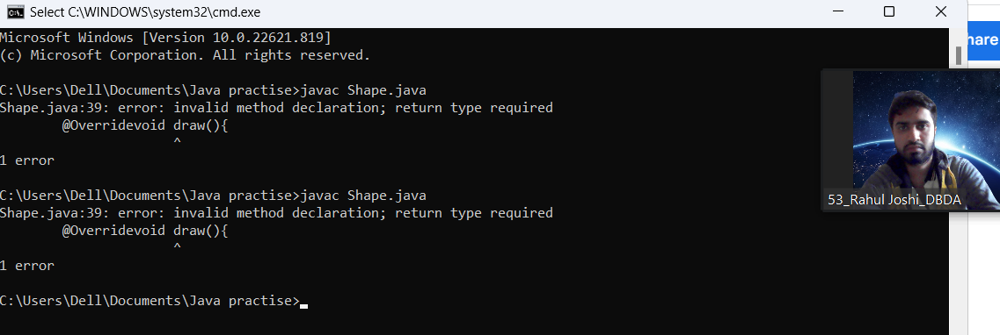 Select C:\WINDOWS\system32\cmd.exe
Microsoft Windows [Version 10.0.22621.819]
(c) Microsoft Corporation. All rights reserved.
C:\Users\Dell\Documents\Java practise>javac Shape.java
Shape.java:39: error: invalid method declaration; return type required
@Overridevoid draw(){
^
1 error
C:\Users\Dell\Documents\Java practise>javac Shape.java
Shape.java:39: error: invalid method declaration; return type required
@Overridevoid draw(){
^
1 error
C:\Users\Dell\Documents\Java practise>
hare
53_Rahul Joshi_DBDA